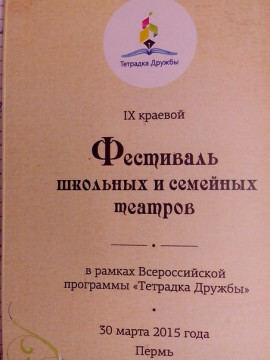 Тетрадка Дружбы
IX краевой
Фестиваль
школьных и семейных
театров
в рамках Всероссийской
программы «Тетрадка Дружбы»
30 марта 2015 года
Пермь